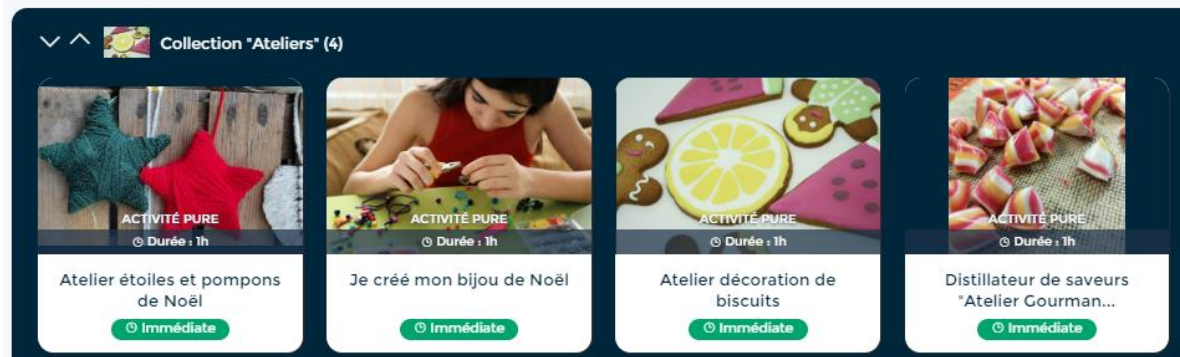 Collection "Ateliers" (4)
ACTIVITÉ PURE
Durée : 1h
Atelier étoiles et pompons
de Noël
Immédiate
ACTIVITÉ PURE
Durée : 1h
Je créé mon bijou de Noël
Immédiate
ACTIVITÉ PURE
Durée : 1h
Atelier décoration de
biscuits
Immédiate
ACTIVITÉ PURE
Durée : 1h
Distillateur de saveurs
"Atelier Gourman...
Immédiate